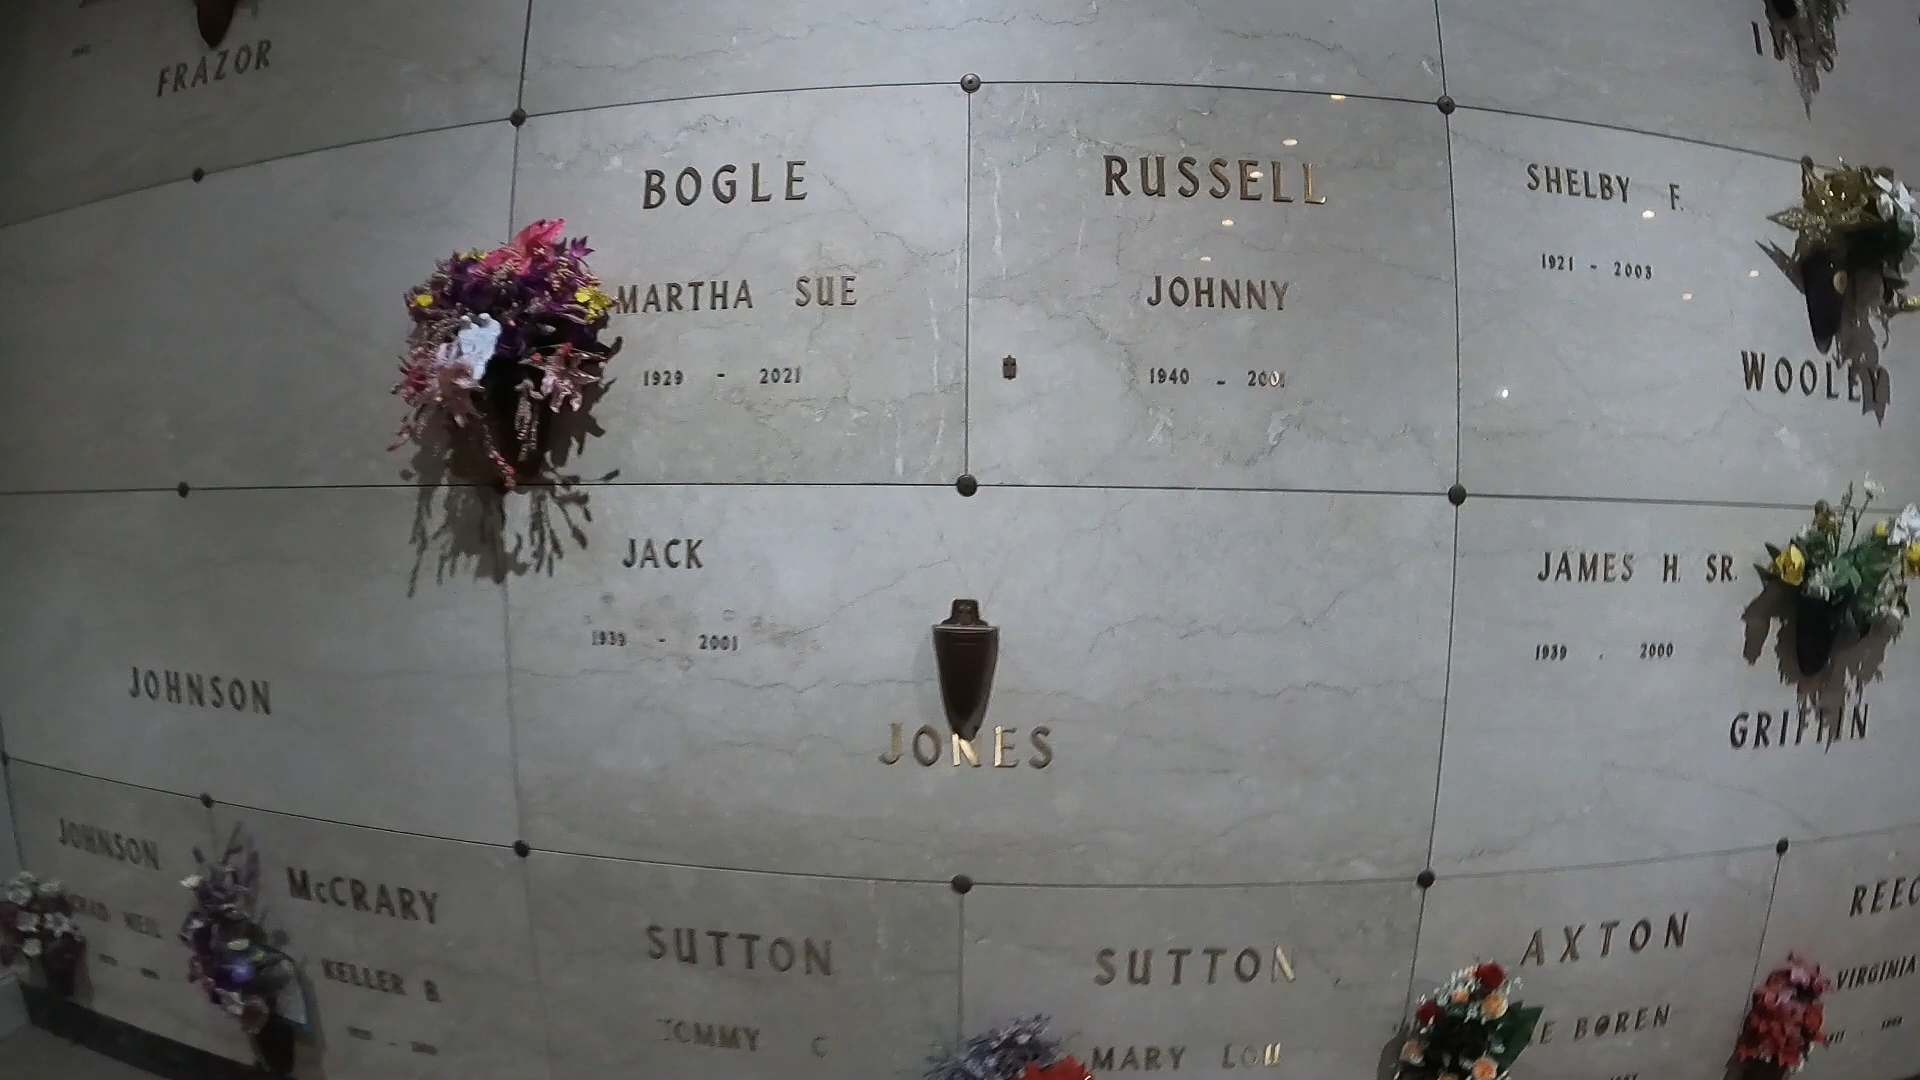 FRAZOR
BOGLE
MARTHA SUE
1929 - 2021
RUSSELL
JOHNNY
1940 -
SHELBY F.
1921 - 2003
WOOLEY
JOHNSON
JACK
1939 - 2001
JONES
JAMES H. SR.
1939 - 2000
GRIFFIN
JOHNSON
McCRARY
KELLER B
SUTTON
TOMMY C
SUTTON
MARY LOU
AXTON
BOREN
VIRGINIA